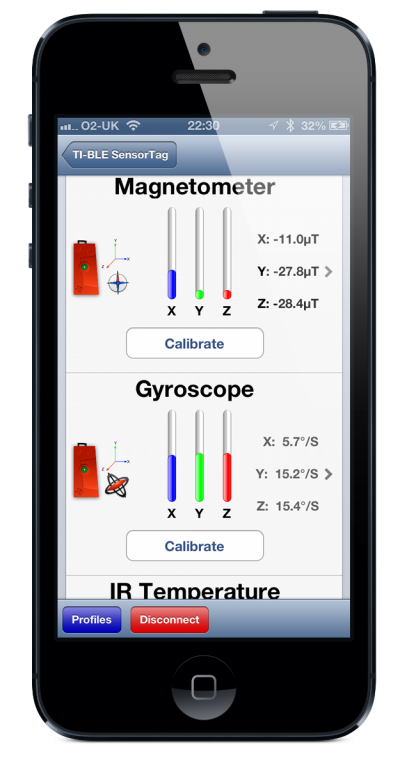 O2-UK 22:30 32%
TI-BLE SensorTag
Magnetometer
X: -11.0µT
Y: -27.8µT
Z: -28.4µT
X Y Z
Calibrate
Gyroscope
X: 5.7°/S
Y: 15.2°/S
Z: 15.4°/S
X Y Z
Calibrate
IR Temperature
Profiles Disconnect